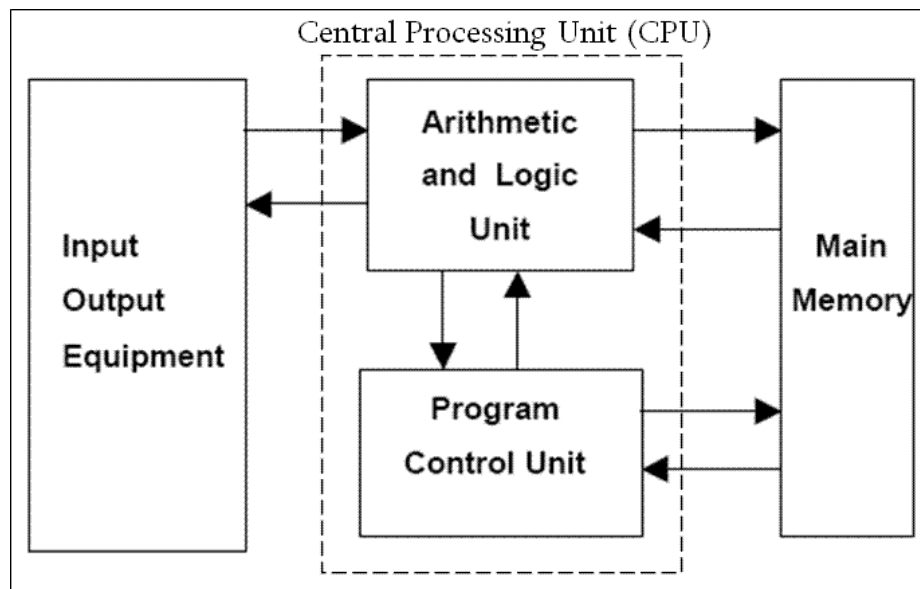 Central Processing Unit (CPU)
Input
Output
Equipment
Arithmetic
and Logic
Unit
Program
Control Unit
Main
Memory